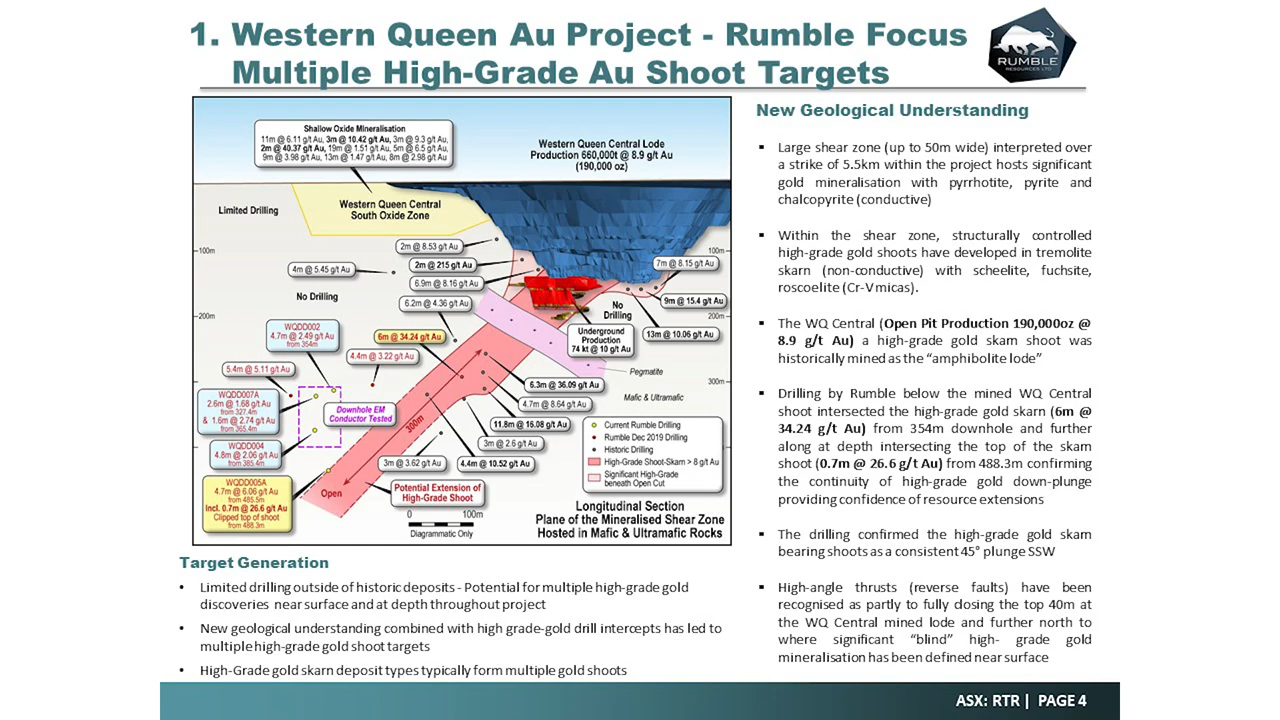 1. Western Queen Au Project - Rumble Focus
Multiple High-Grade Au Shoot Targets
RUMBLE
RESOURCES LTD
Shallow Oxide Mineralisation
11m @ 6.11 g/t Au, 3m @ 10.42 g/t Au, 3m @ 9.3 g/t Au,
2m @ 40.37 g/t Au, 19m @ 1.51 g/t Au, 5m @ 6.5 g/t Au,
9m @ 3.98 g/t Au, 13m @ 1.47 g/t Au, 8m @ 2.98 g/t Au
Western Queen Central Lode
Production 660,000t @ 8.9 g/t Au
(190,000 oz)
Limited Drilling
Western Queen Central
South Oxide Zone
100m
100m
2m @ 8.53 g/t Au
2m @ 215 g/t Au
7m @ 8.15 g/t Au
4m @ 5.45 g/t Au
6.9m @ 8.16 g/t Au
No Drilling
6.2m @ 4.36 g/t Au
No
Drilling
9m @ 15.4 g/t Au
200m
200m
WQDD002
4.7m @ 2.49 g/t Au
from 354m
6m @ 34.24 g/t Au
Underground
Production
74 kt @ 10 g/t Au
13m @ 10.06 g/t Au
4.4m @ 3.22 g/t Au
5.4m @ 5.11 g/t Au
Pegmatite
300m
6.3m @ 36.09 g/t Au
Mafic & Ultramafic
WQDD007A
2.6m @ 1.68 g/t Au
from 327.4m
& 1.6m @ 2.74 g/t Au
from 365.4m
Downhole EM
Conductor Tested
4.7m @ 8.64 g/t Au
300m
11.8m @ 16.08 g/t Au
Current Rumble Drilling
Rumble Dec 2019 Drilling
Historic Drilling
High-Grade Shoot-Skarn > 8 g/t Au
Significant High-Grade
beneath Open Cut
WQDD004
4.8m @ 2.06 g/t Au
from 385.4m
3m @ 2.6 g/t Au
3m @ 3.62 g/t Au
4.4m @ 10.52 g/t Au
WQDD005A
4.7m @ 6.06 g/t Au
from 485.5m
Incl. 0.7m @ 26.6 g/t Au
Clipped top of shoot
from 488.3m
Open
Potential Extension of
High-Grade Shoot
0 100m
Diagrammatic Only
Longitudinal Section
Plane of the Mineralised Shear Zone
Hosted in Mafic & Ultramafic Rocks
Target Generation
• Limited drilling outside of historic deposits - Potential for multiple high-grade gold
discoveries near surface and at depth throughout project
• New geological understanding combined with high grade-gold drill intercepts has led to
multiple high-grade gold shoot targets
• High-Grade gold skarn deposit types typically form multiple gold shoots
New Geological Understanding
▪ Large shear zone (up to 50m wide) interpreted over
a strike of 5.5km within the project hosts significant
gold mineralisation with pyrrhotite, pyrite and
chalcopyrite (conductive)
▪ Within the shear zone, structurally controlled
high-grade gold shoots have developed in tremolite
skarn (non-conductive) with scheelite, fuchsite,
roscoelite (Cr-V micas).
▪ The WQ Central (Open Pit Production 190,000oz @
8.9 g/t Au) a high-grade gold skarn shoot was
historically mined as the “amphibolite lode”
▪ Drilling by Rumble below the mined WQ Central
shoot intersected the high-grade gold skarn (6m @
34.24 g/t Au) from 354m downhole and further
along at depth intersecting the top of the skarn
shoot (0.7m @ 26.6 g/t Au) from 488.3m confirming
the continuity of high-grade gold down-plunge
providing confidence of resource extensions
▪ The drilling confirmed the high-grade gold skarn
bearing shoots as a consistent 45° plunge SSW
▪ High-angle thrusts (reverse faults) have been
recognised as partly to fully closing the top 40m at
the WQ Central mined lode and further north to
where significant “blind” high- grade gold
mineralisation has been defined near surface
ASX: RTR | PAGE 4